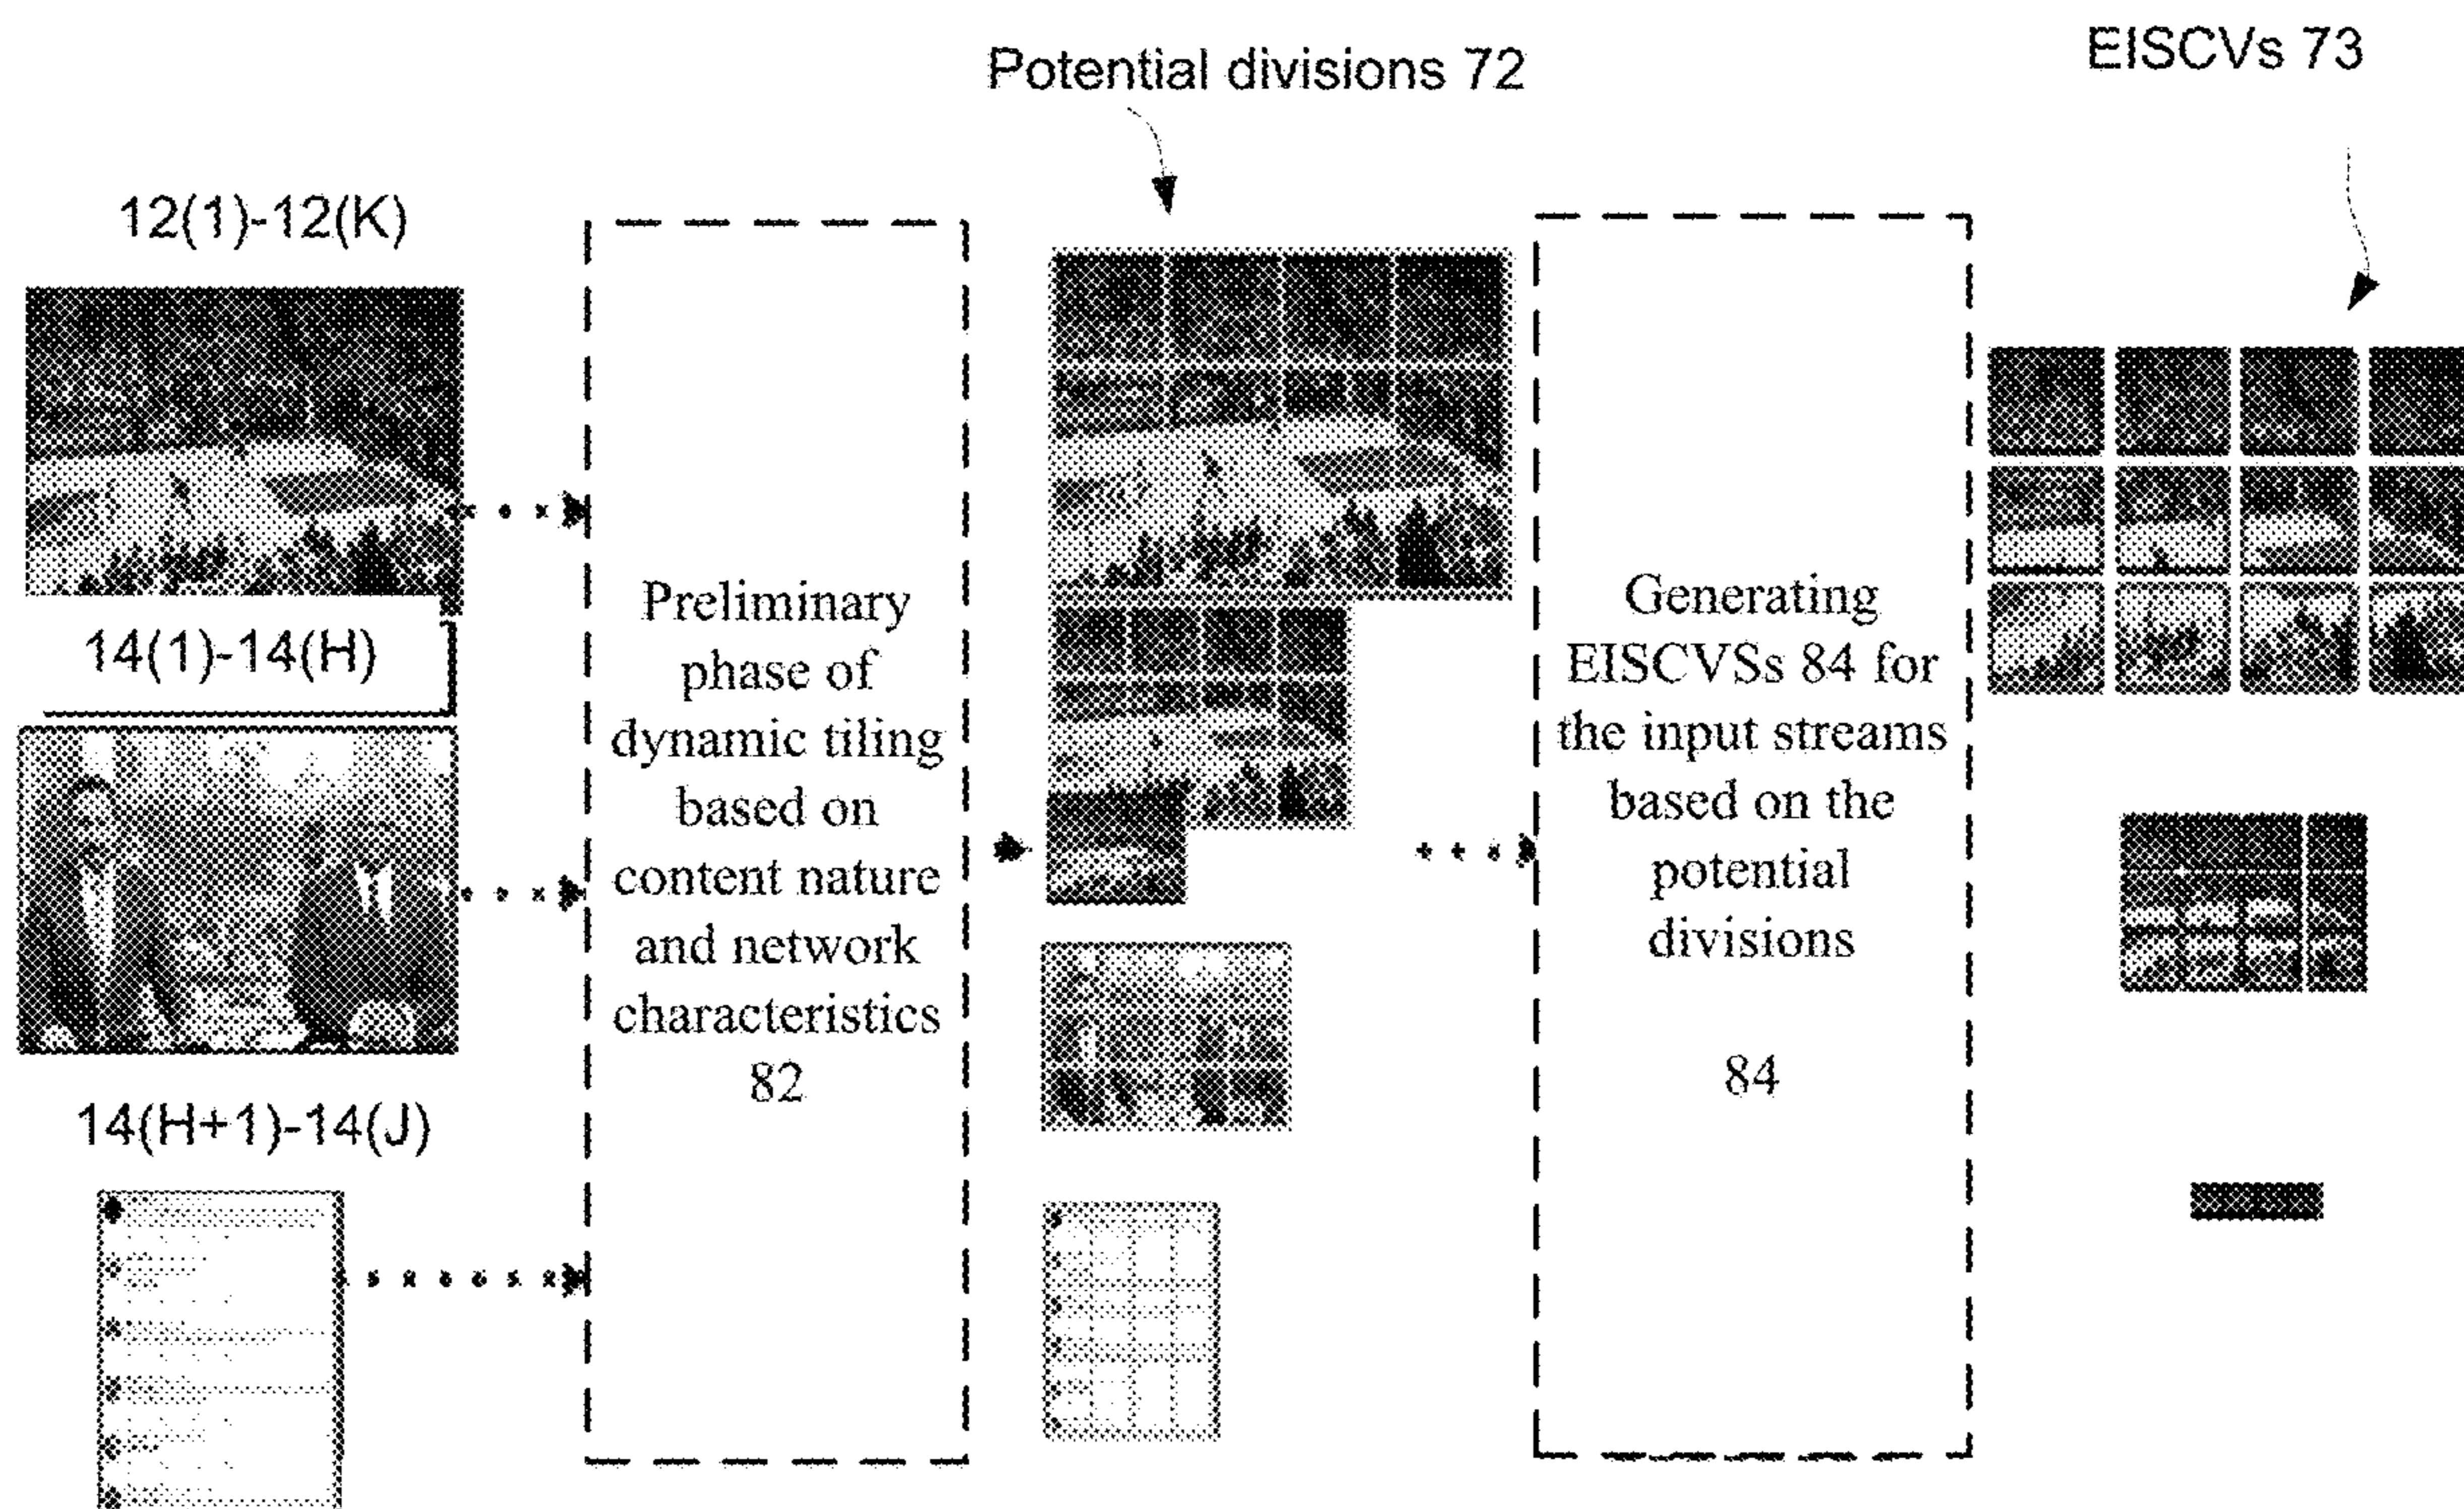 Potential divisions 72
EISCVs 73
12(1)-12(K)
14(1)-14(H)
14(H+1)-14(J)
Preliminary
phase of
dynamic tiling
based on
content nature
and network
characteristics
82
Generating
EISCVSs 84 for
the input streams
based on the
potential
divisions
84